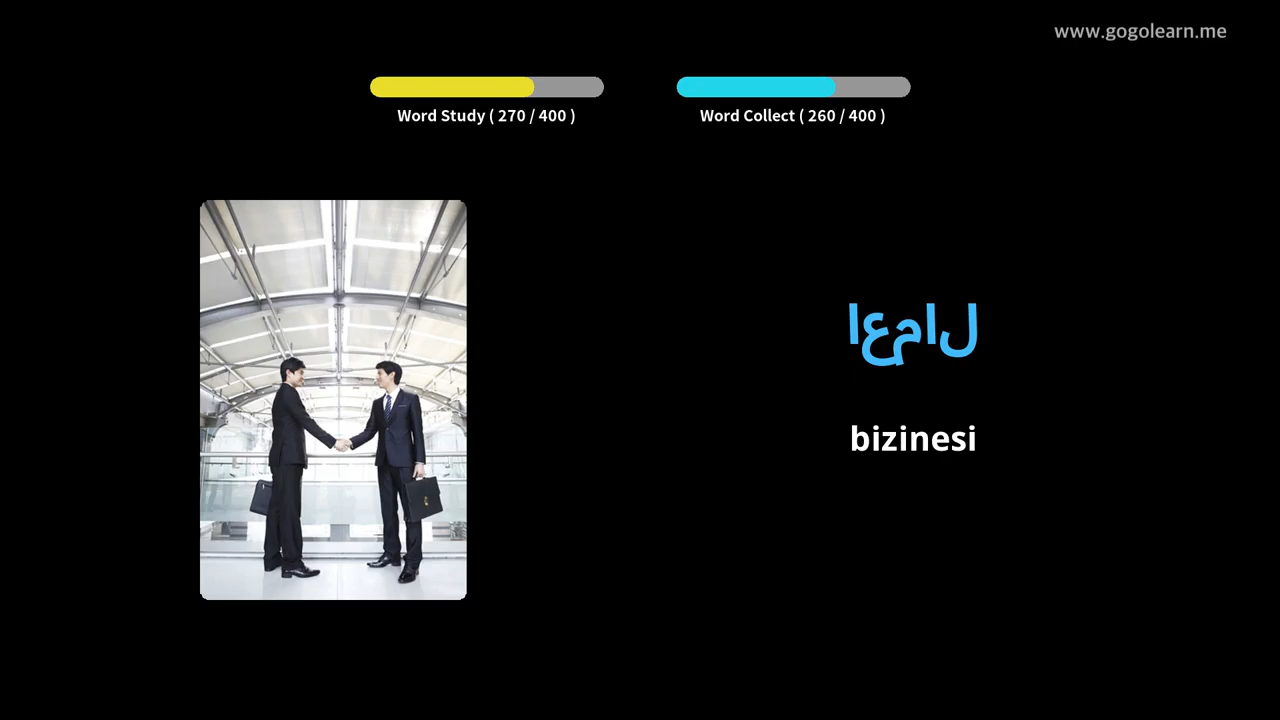 www.gogolearn.me
Word Study ( 270 / 400 )
Word Collect ( 260 / 400 )
اعمال
bizinesi